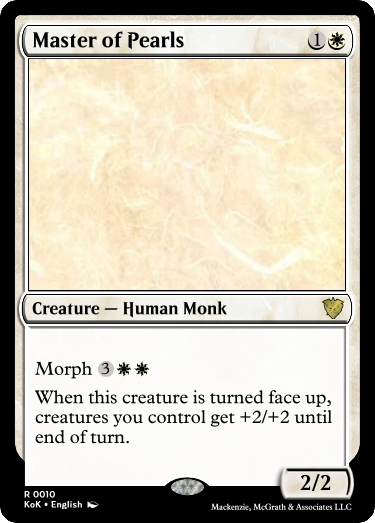 Master of Pearls 1
Creature — Human Monk
Morph 3
When this creature is turned face up,
creatures you control get +2/+2 until
end of turn.
2/2
R 0010
KoK • English
Mackenzie, McGrath & Associates LLC